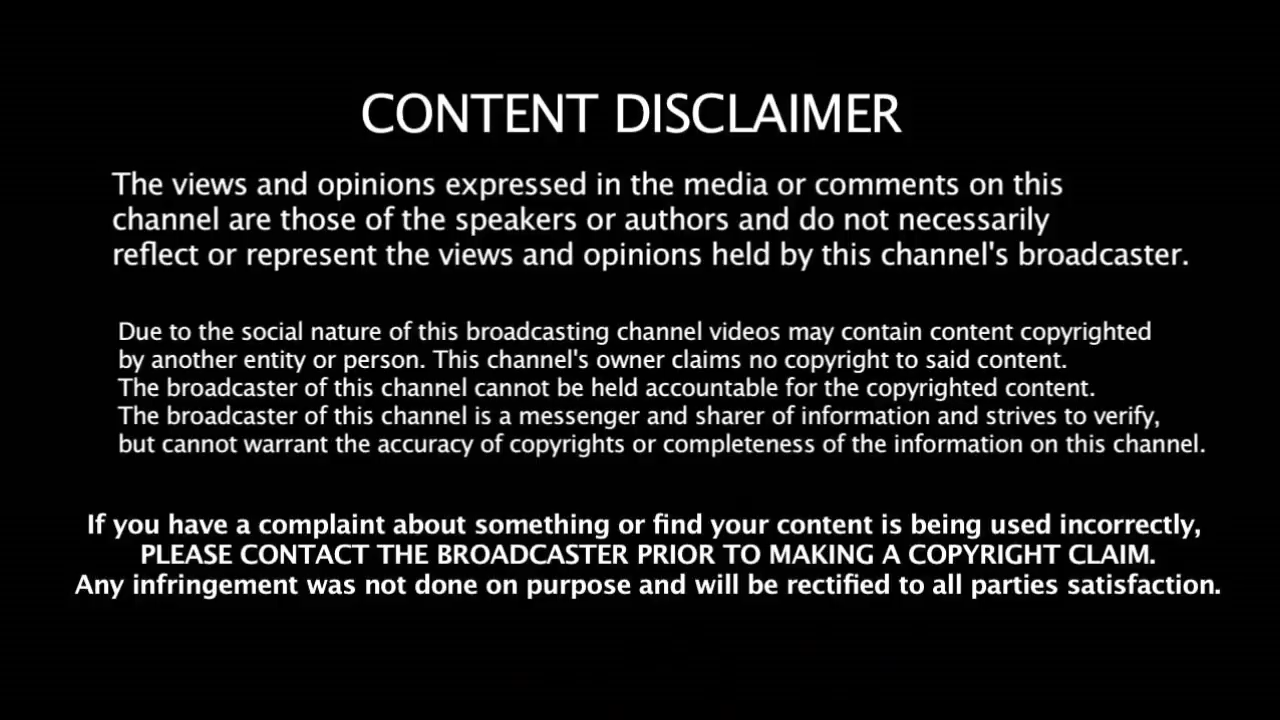 CONTENT DISCLAIMER
The views and opinions expressed in the media or comments on this
channel are those of the speakers or authors and do not necessarily
reflect or represent the views and opinions held by this channel's broadcaster.
Due to the social nature of this broadcasting channel videos may contain content copyrighted
by another entity or person. This channel's owner claims no copyright to said content.
The broadcaster of this channel cannot be held accountable for the copyrighted content.
The broadcaster of this channel is a messenger and sharer of information and strives to verify,
but cannot warrant the accuracy of copyrights or completeness of the information on this channel.
If you have a complaint about something or find your content is being used incorrectly,
PLEASE CONTACT THE BROADCASTER PRIOR TO MAKING A COPYRIGHT CLAIM.
Any infringement was not done on purpose and will be rectified to all parties satisfaction.